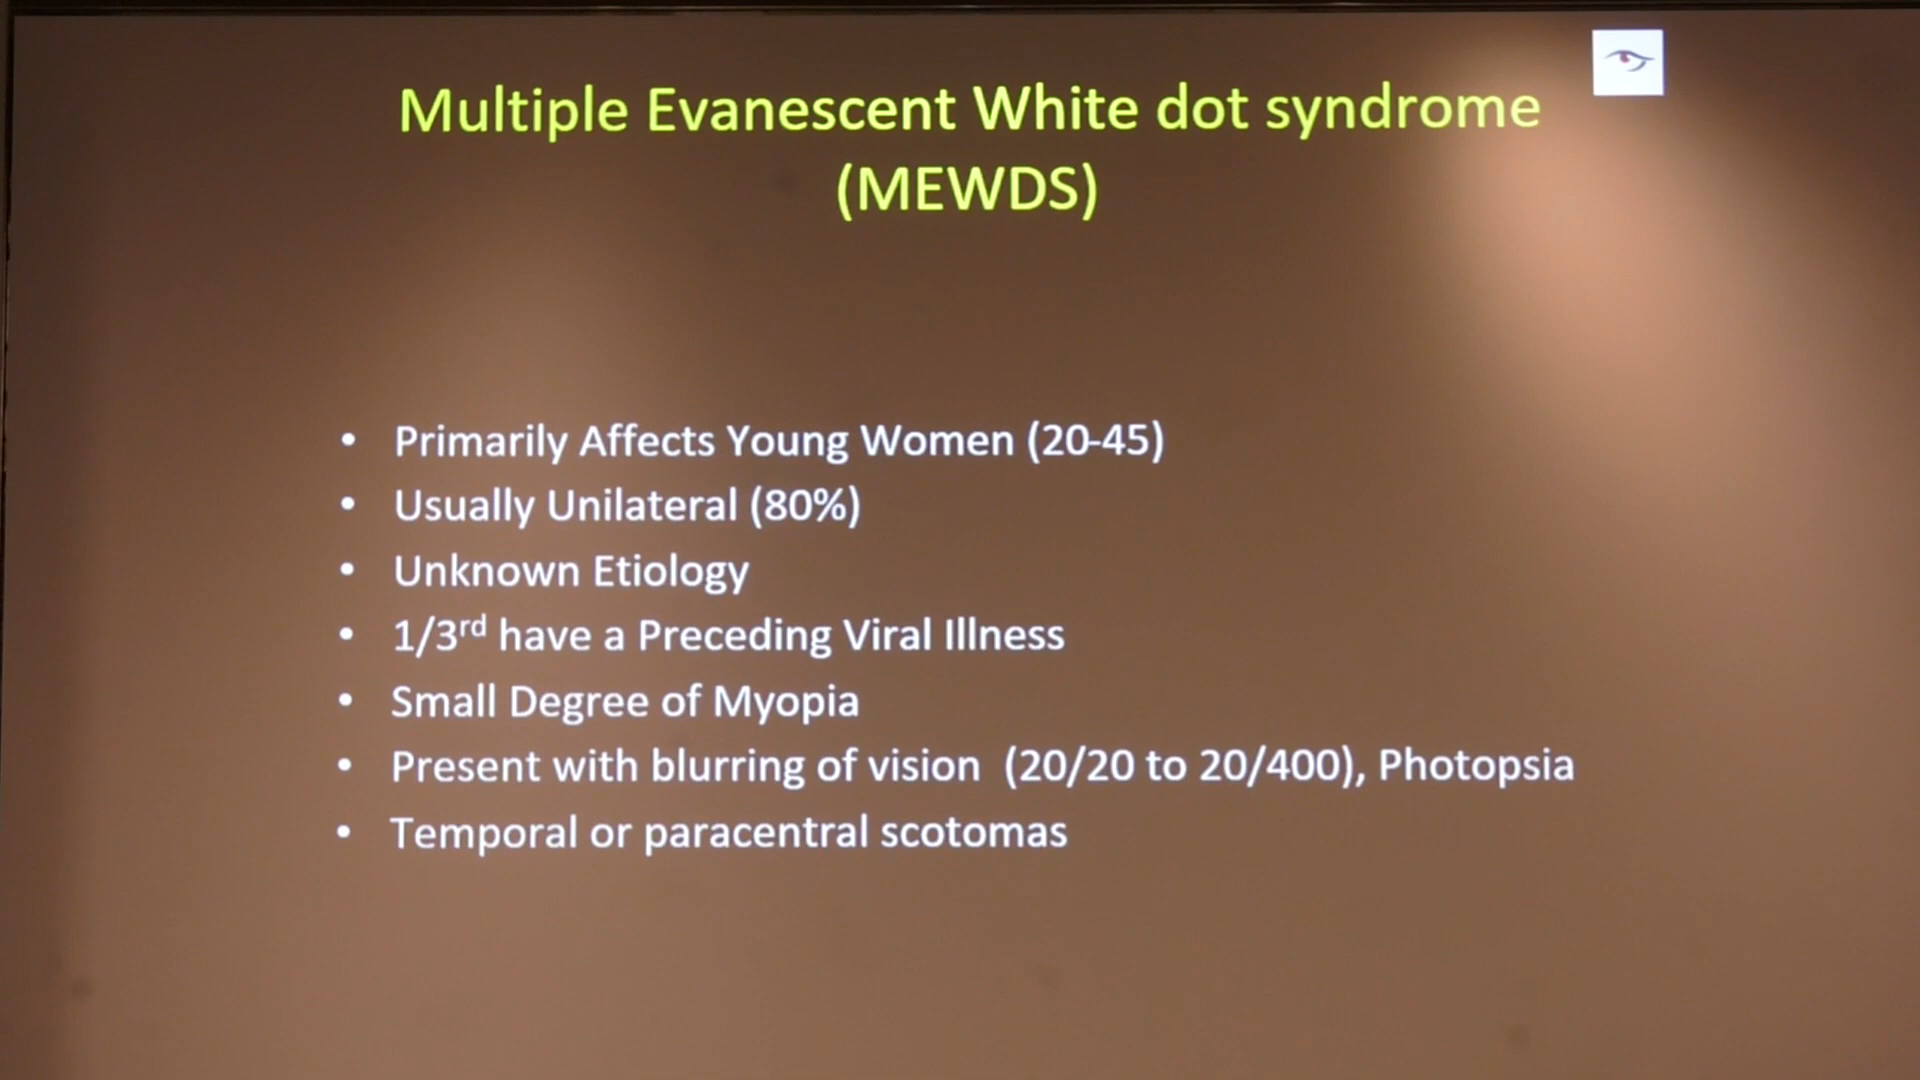 Multiple Evanescent White dot syndrome
(MEWDS)
• Primarily Affects Young Women (20-45)
• Usually Unilateral (80%)
• Unknown Etiology
• 1/3rd have a Preceding Viral Illness
• Small Degree of Myopia
• Present with blurring of vision (20/20 to 20/400), Photopsia
• Temporal or paracentral scotomas